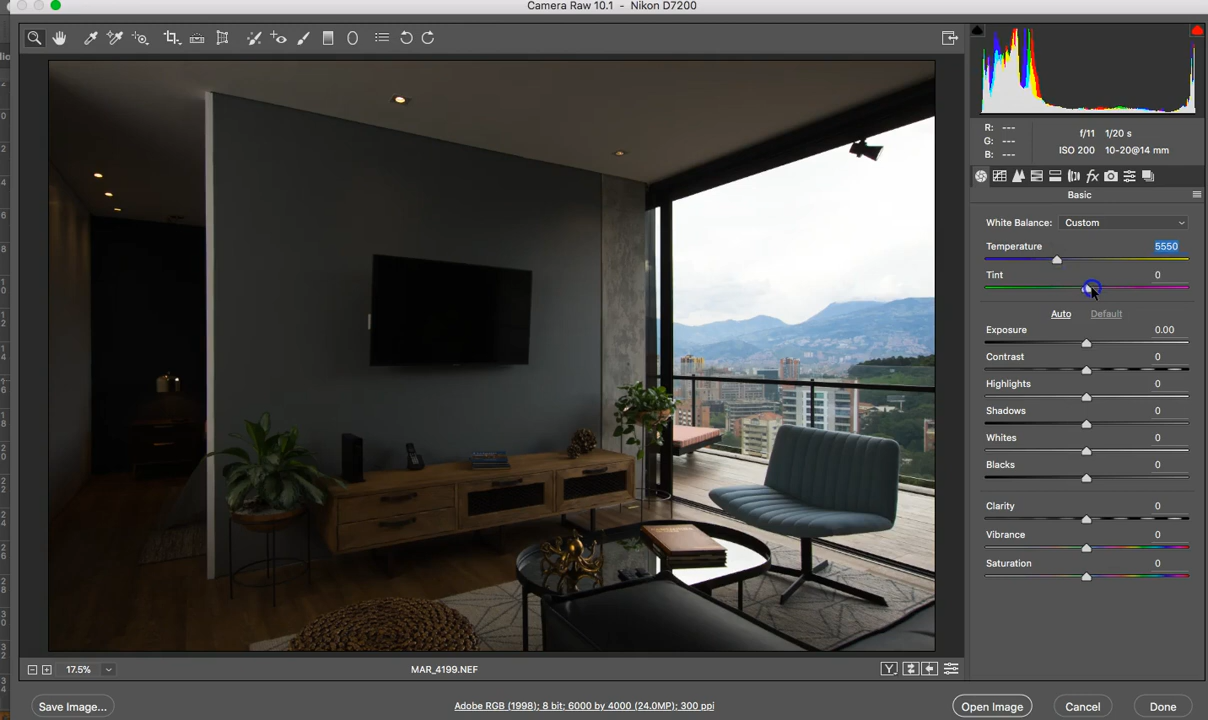 Camera Raw 10.1 - Nikon D7200
R: ---
G: ---
B: ---
f/11 1/20 s
ISO 200 10-20@14 mm
fx
Basic
White Balance: Custom
Temperature 5550
Tint 0
Auto Default
Exposure 0.00
Contrast 0
Highlights 0
Shadows 0
Whites 0
Blacks 0
Clarity 0
Vibrance 0
Saturation 0
17.5%
MAR_4199.NEF
Y
Save Image...
Adobe RGB (1998); 8 bit; 6000 by 4000 (24.0MP); 300 ppi
Open Image
Cancel
Done